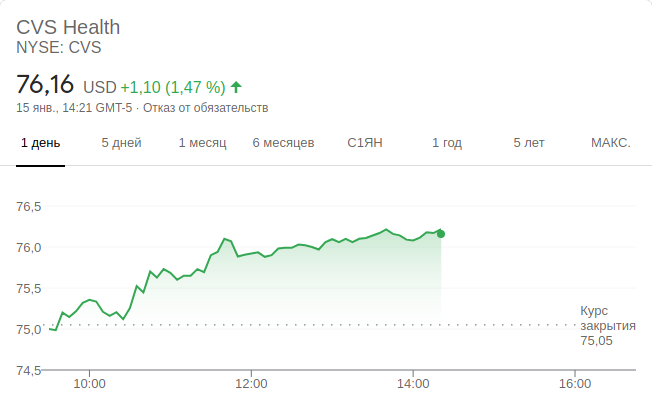 CVS Health
NYSE: CVS
76,16 USD +1,10 (1,47 %)
15 янв., 14:21 GMT-5 · Отказ от обязательств
1 день 5 дней 1 месяц 6 месяцев С1ЯН 1 год 5 лет МАКС.
76,5
76,0
75,5
75,0
74,5
Курс
закрытия
75,05
10:00 12:00 14:00 16:00